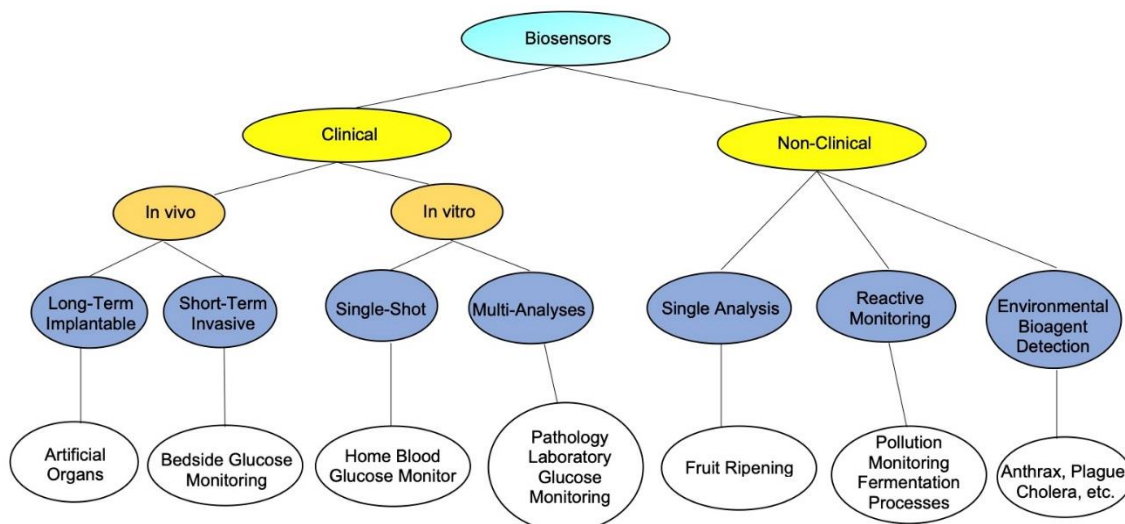 Biosensors
Clinical
Non-Clinical
In vivo
In vitro
Long-Term
Implantable
Short-Term
Invasive
Single-Shot
Multi-Analyses
Single Analysis
Reactive
Monitoring
Environmental
Bioagent
Detection
Artificial
Organs
Bedside Glucose
Monitoring
Home Blood
Glucose Monitor
Pathology
Laboratory
Glucose
Monitoring
Fruit Ripening
Pollution
Monitoring
Fermentation
Processes
Anthrax, Plague
Cholera, etc.